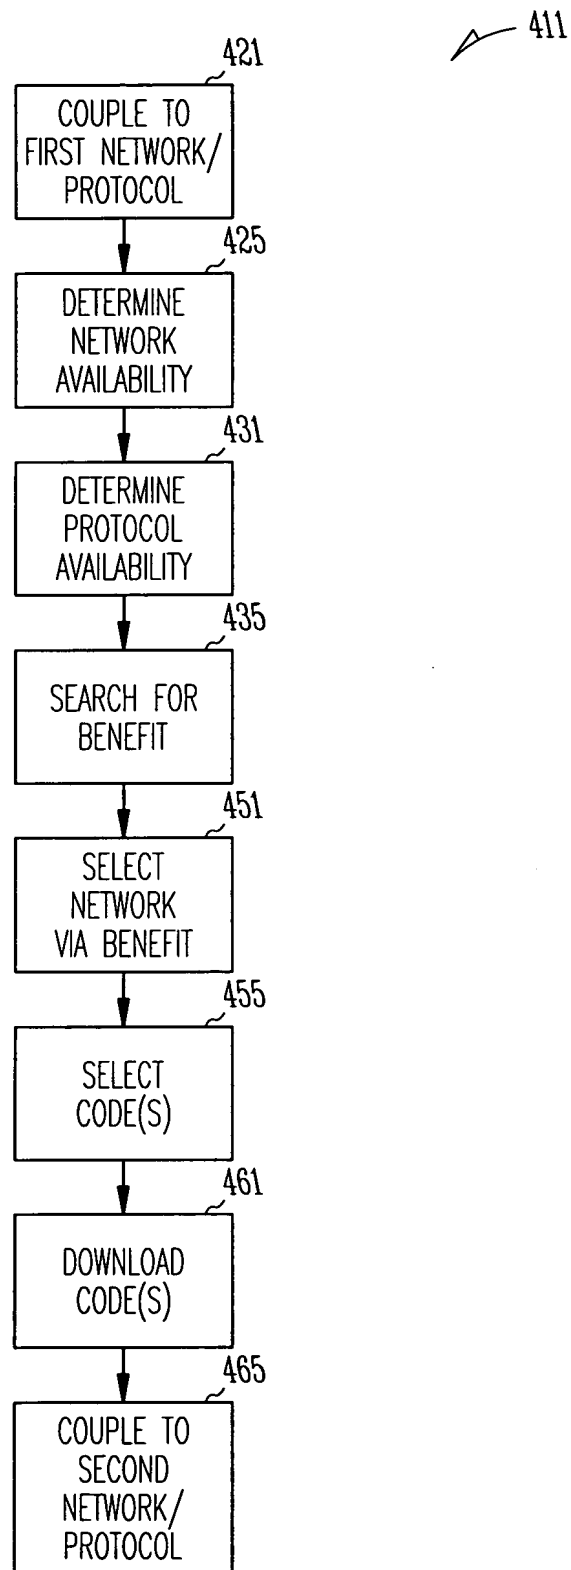 411
421
COUPLE TO
FIRST NETWORK/
PROTOCOL
425
DETERMINE
NETWORK
AVAILABILITY
431
DETERMINE
PROTOCOL
AVAILABILITY
435
SEARCH FOR
BENEFIT
451
SELECT
NETWORK
VIA BENEFIT
455
SELECT
CODE(S)
461
DOWNLOAD
CODE(S)
465
COUPLE TO
SECOND
NETWORK/
PROTOCOL